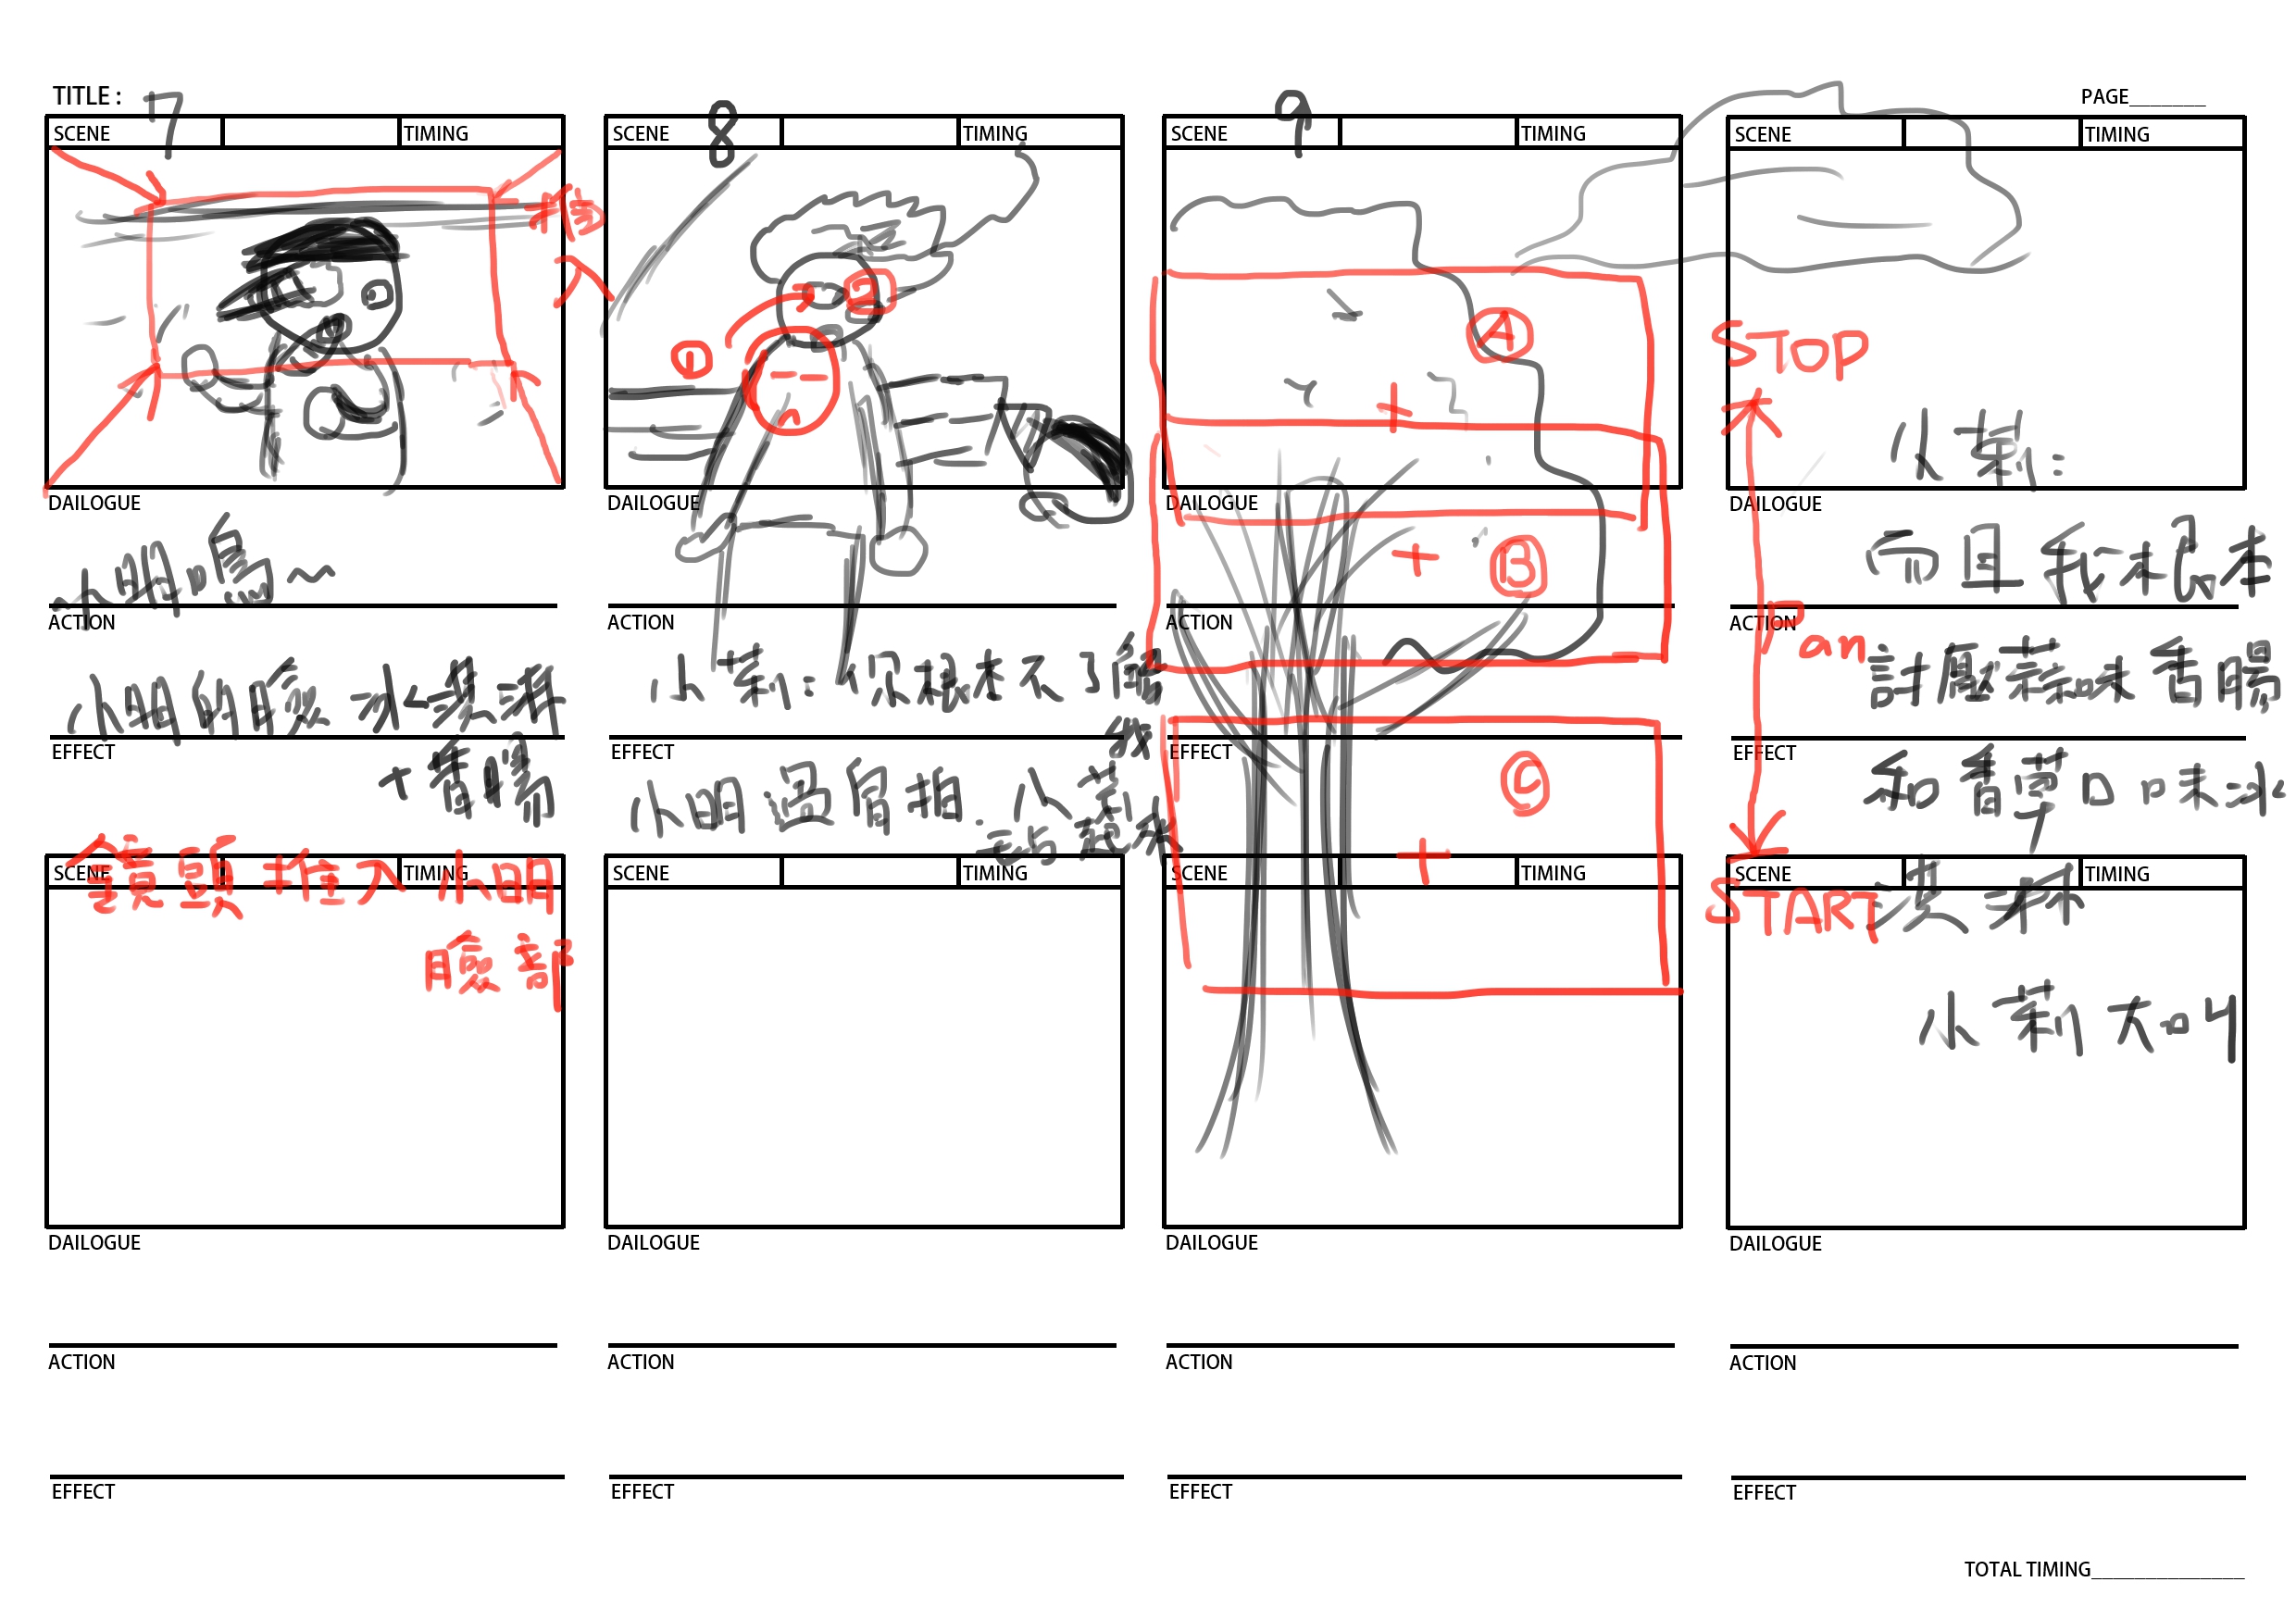 TITLE : 7
8
9
PAGE_______
SCENE TIMING
SCENE TIMING
SCENE TIMING
SCENE TIMING
推
入
①
②
A
STOP
小莉:
DAILOGUE
DAILOGUE
DAILOGUE
DAILOGUE
小明嗚～
B
而且我根本
ACTION
ACTION
ACTION
ACTION
Pan
小明的臉 冰淇淋
+香腸
小莉:你根本不了解
我
討厭蒜味香腸
EFFECT
EFFECT
EFFECT
EFFECT
小明 肩拍.小莉
站起來
C
和香草口味冰
淇淋
鏡頭推入小明
臉部
START
SCENE TIMING
SCENE TIMING
SCENE TIMING
SCENE TIMING
小莉大叫
DAILOGUE
DAILOGUE
DAILOGUE
DAILOGUE
ACTION
ACTION
ACTION
ACTION
EFFECT
EFFECT
EFFECT
EFFECT
TOTAL TIMING______________